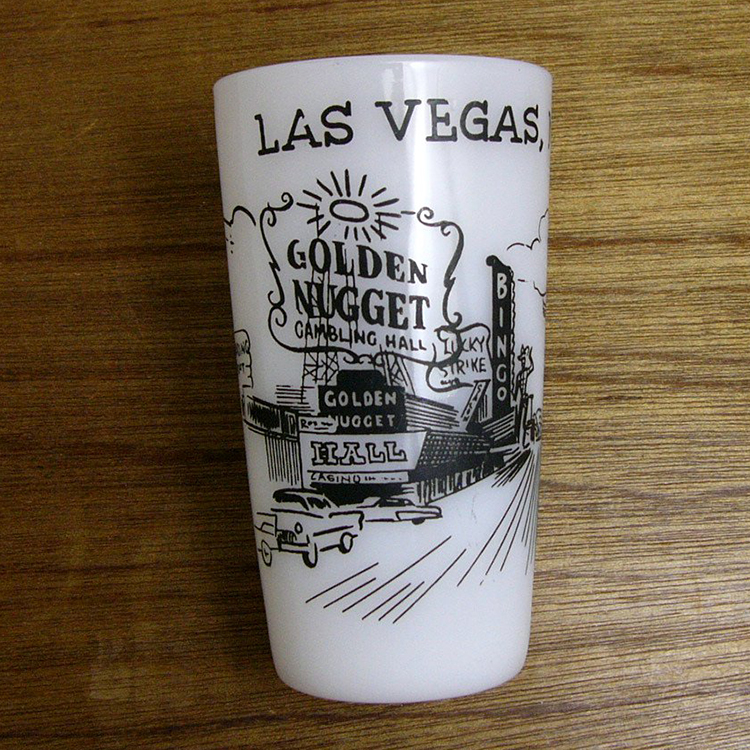 LAS VEGAS,
GOLDEN
NUGGET
GAMBLING HALL
LUCKY
STRIKE
BINGO
GOLDEN
NUGGET
HALL
CASINO